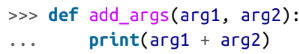 >>> def add_args(arg1, arg2):
...     print(arg1 + arg2)